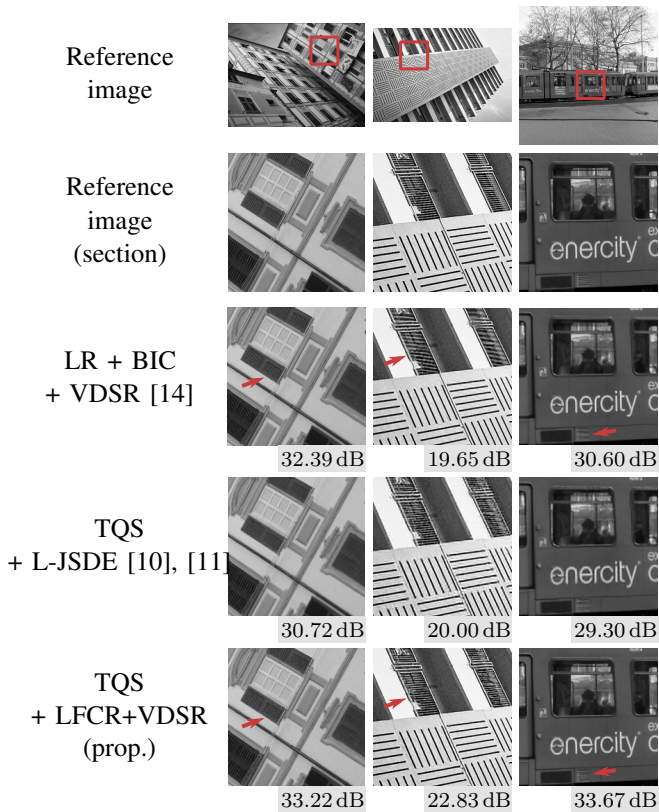 Reference
image
Reference
image
(section)
enercity
LR + BIC
+ VDSR [14]
enercity
32.39 dB
19.65 dB
30.60 dB
TQS
+ L-JSDE [10], [11]
enercity
30.72 dB
20.00 dB
29.30 dB
TQS
+ LFCR+VDSR
(prop.)
enercity
33.22 dB
22.83 dB
33.67 dB